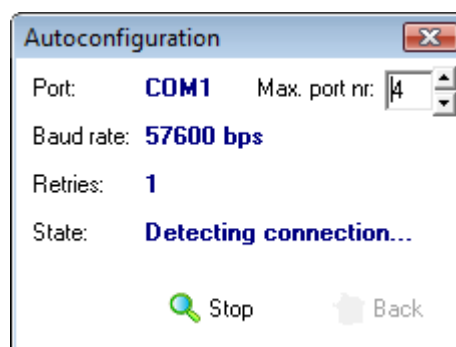 Autoconfiguration
Port: COM1 Max. port nr: 4
Baud rate: 57600 bps
Retries: 1
State: Detecting connection...
Stop Back